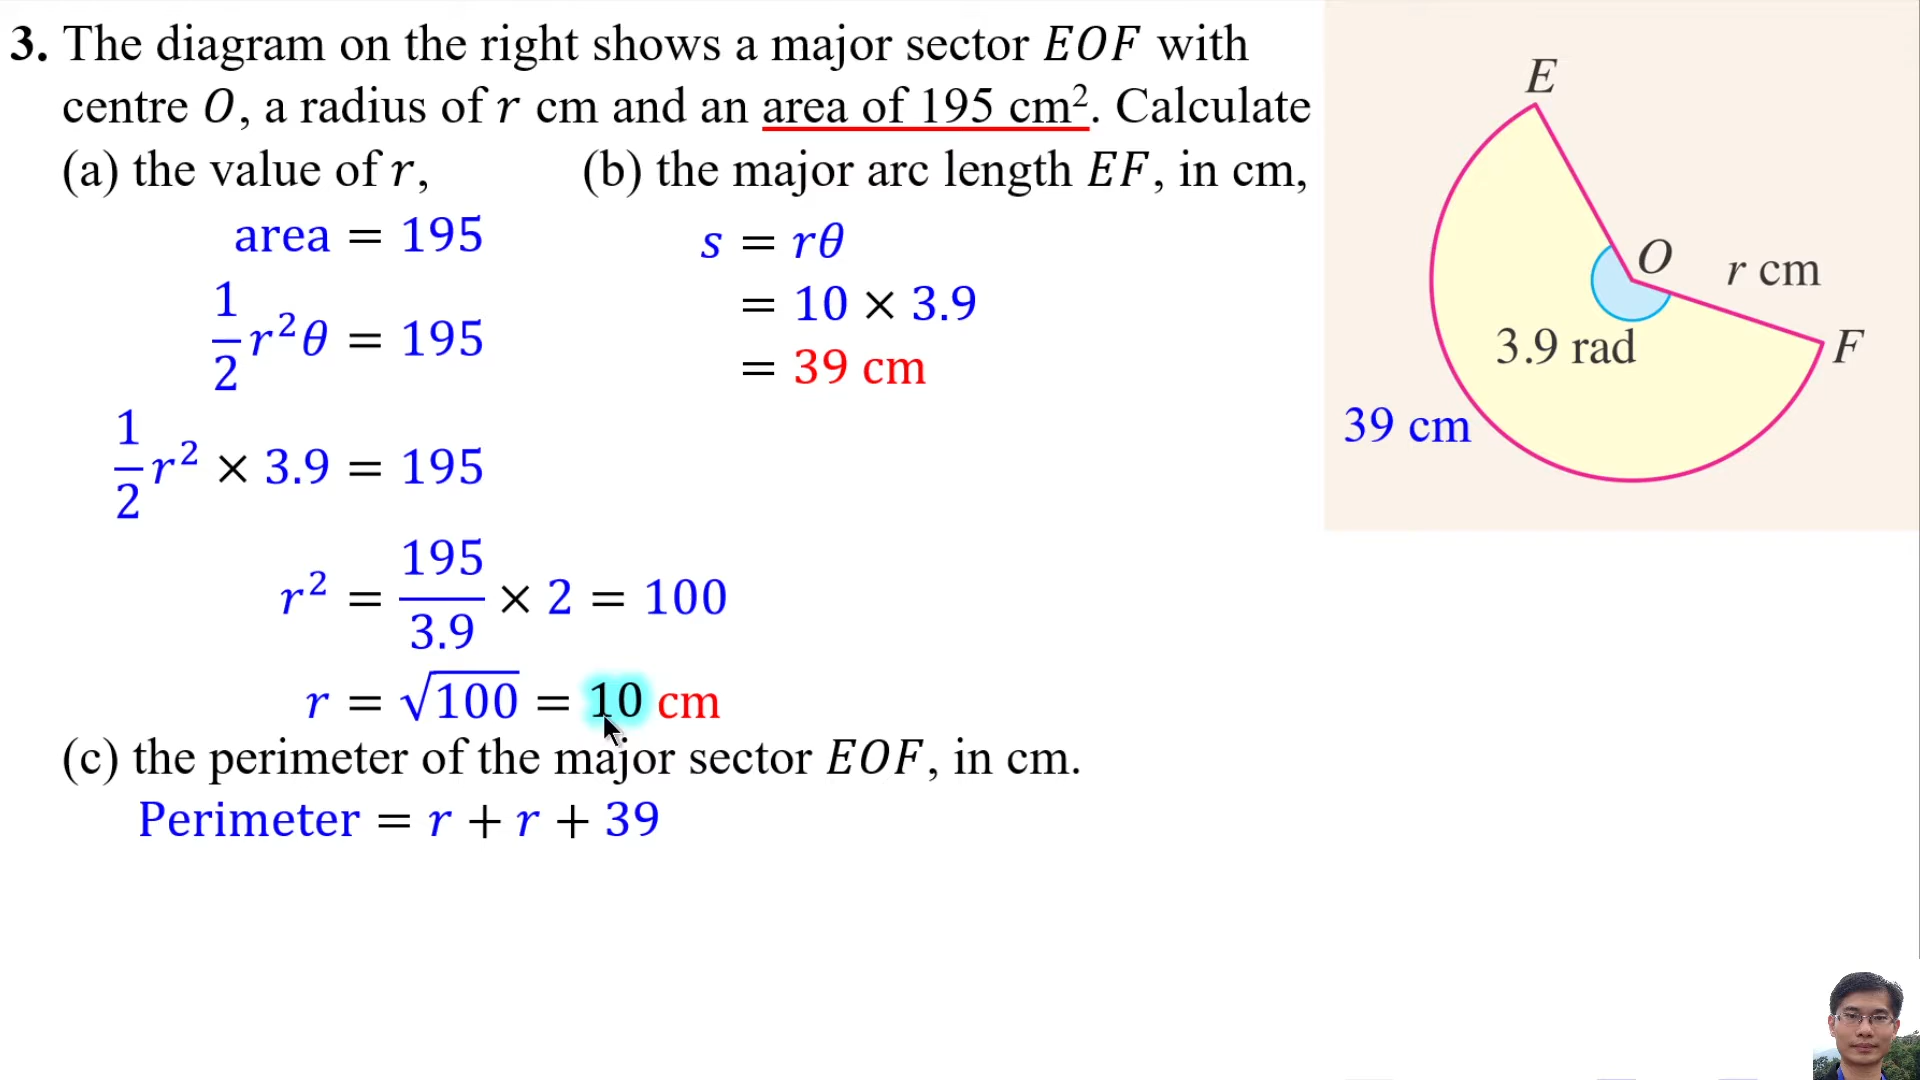 3. The diagram on the right shows a major sector EOF with
centre O, a radius of r cm and an area of 195 cm². Calculate
(a) the value of r,
area = 195
1/2 r²θ = 195
1/2 r² × 3.9 = 195
r² = 195/3.9 × 2 = 100
r = √100 = 10 cm
(b) the major arc length EF, in cm,
s = rθ
= 10 × 3.9
= 39 cm
(c) the perimeter of the major sector EOF, in cm.
Perimeter = r + r + 39
E
O
r cm
3.9 rad
F
39 cm